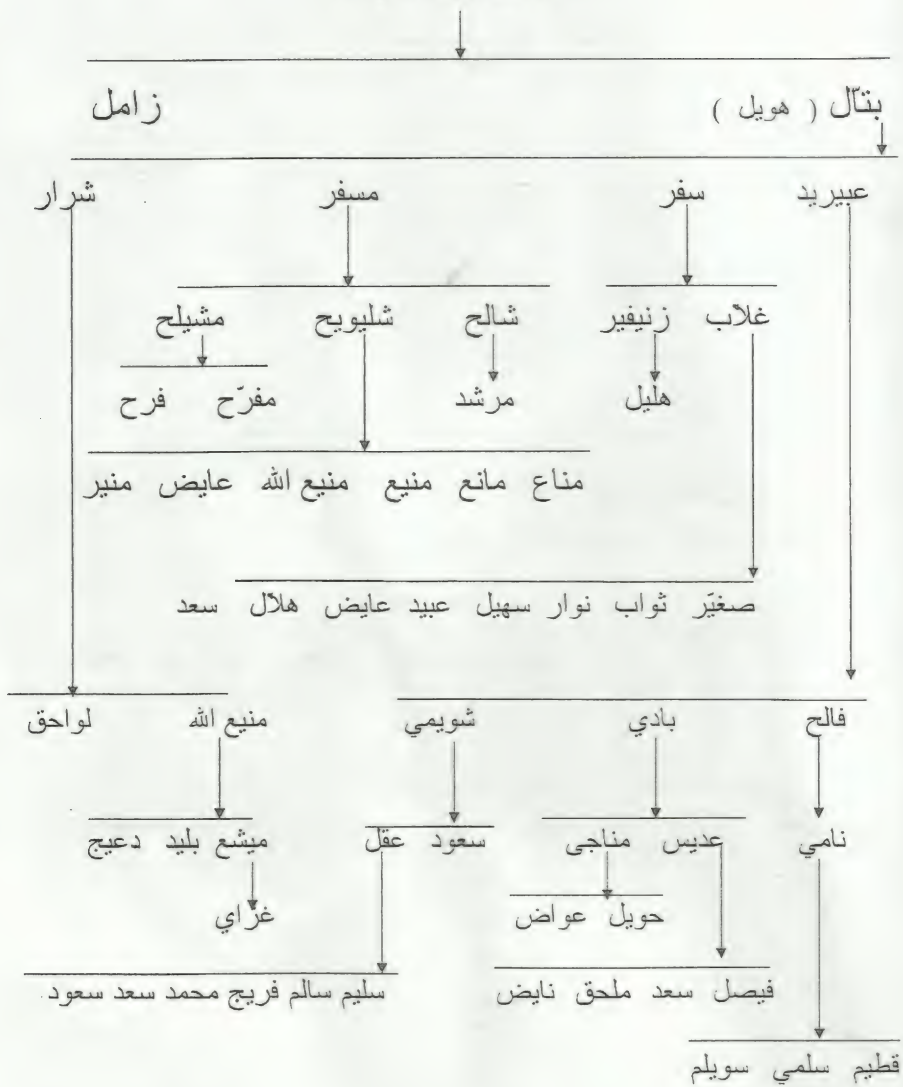 بتّال ( هويل ) زامل
عبيريد سفر مسفر شرار
غلاّب زنيفير شالح شليويح مشيلح
هليل مرشد مفرّح فرح
مناع مانع منيع منيع الله عايض منير
صغيّر ثواب نوار سهيل عبيد عايض هلاّل سعد
فالح بادي شويمي منيع الله لواحق
نامي عديس مناجى سعود عقل ميشع بليد دعيج
حويل عواض غزاي
فيصل سعد ملحق نايض سليم سالم فريج محمد سعد سعود
قطيم سلمي سويلم